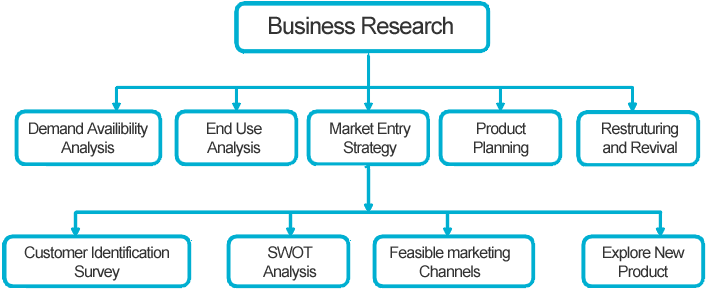 Business Research
Demand Availibility
Analysis
End Use
Analysis
Market Entry
Strategy
Product
Planning
Restruturing
and Revival
Customer Identification
Survey
SWOT
Analysis
Feasible marketing
Channels
Explore New
Product